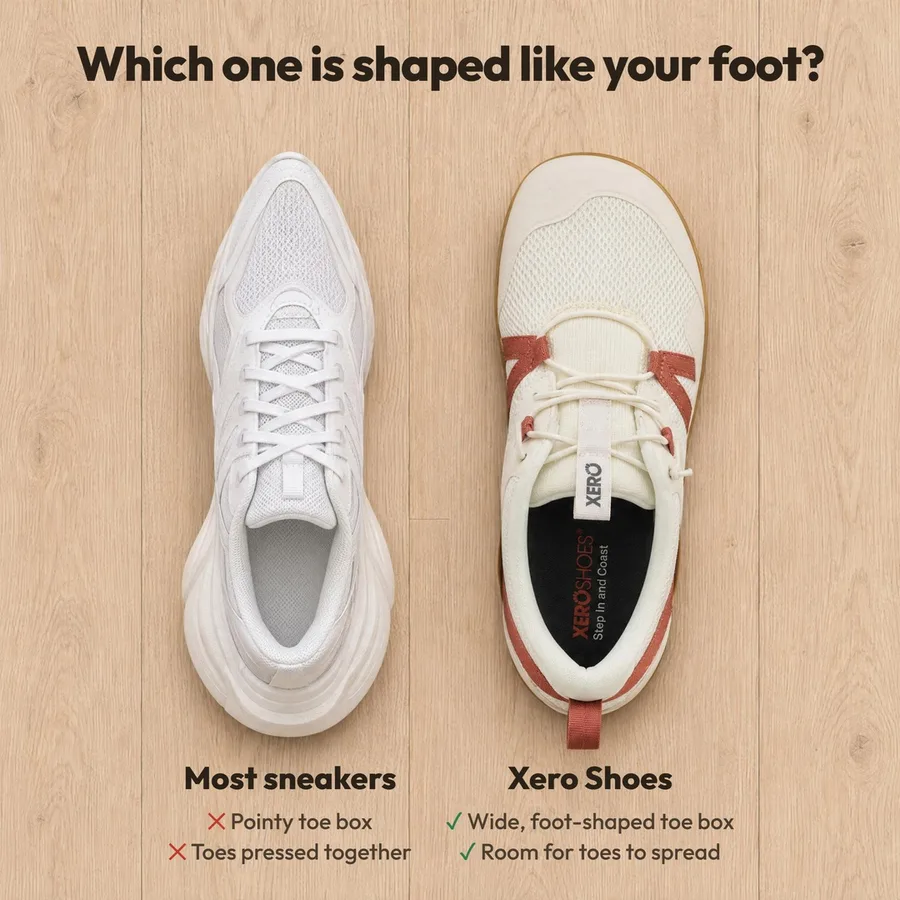 Which one is shaped like your foot?
XERO
XEROSHOES®
Step In and Coast
Most sneakers
Xero Shoes
✗ Pointy toe box
✓ Wide, foot-shaped toe box
✗ Toes pressed together
✓ Room for toes to spread